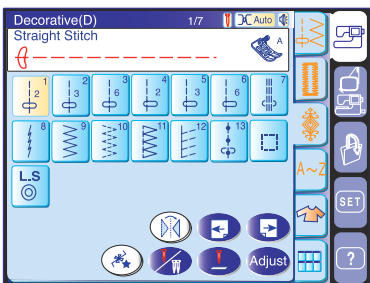 Decorative(D) 1/7 Auto
Straight Stitch
A
1 2 3 4 5 6 7
2 3 6 2 3 6
8 9 10 11 12 13
A~Z
L.S
SET
Adjust
?